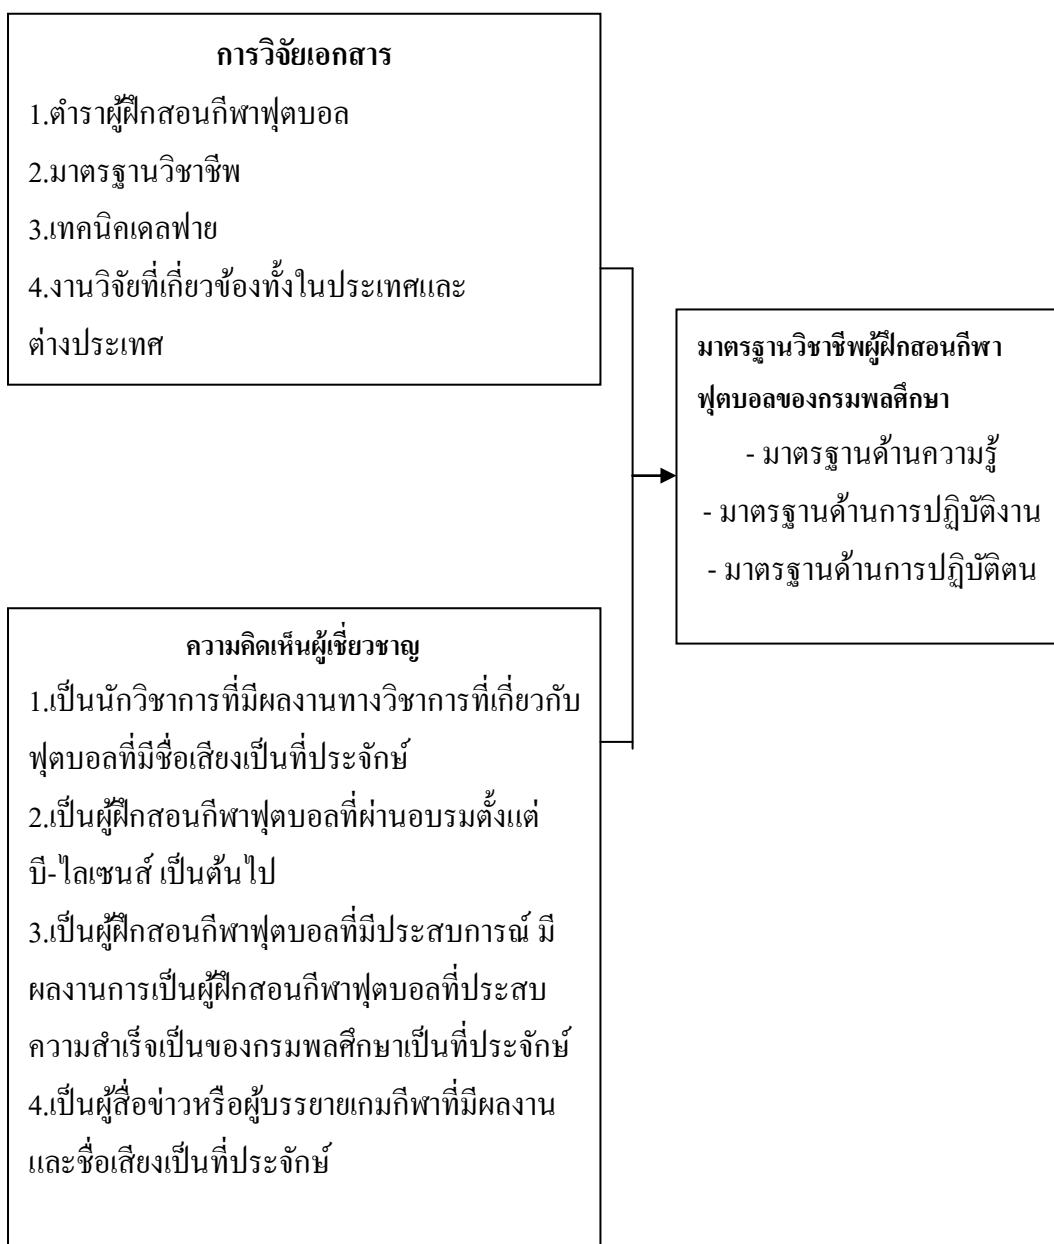 การวิจัยเอกสาร
1.ตำราผู้ฝึกสอนกีฬาฟุตบอล
2.มาตรฐานวิชาชีพ
3.เทคนิคเดลฟาย
4.งานวิจัยที่เกี่ยวข้องทั้งในประเทศและ
ต่างประเทศ
มาตรฐานวิชาชีพผู้ฝึกสอนกีฬา
ฟุตบอลของกรมพลศึกษา
- มาตรฐานด้านความรู้
- มาตรฐานด้านการปฏิบัติงาน
- มาตรฐานด้านการปฏิบัติตน
ความคิดเห็นผู้เชี่ยวชาญ
1.เป็นนักวิชาการที่มีผลงานทางวิชาการที่เกี่ยวกับ
ฟุตบอลที่มีชื่อเสียงเป็นที่ประจักษ์
2.เป็นผู้ฝึกสอนกีฬาฟุตบอลที่ผ่านอบรมตั้งแต่
บี-ไลเซนส์ เป็นต้นไป
3.เป็นผู้ฝึกสอนกีฬาฟุตบอลที่มีประสบการณ์ มี
ผลงานการเป็นผู้ฝึกสอนกีฬาฟุตบอลที่ประสบ
ความสำเร็จเป็นของกรมพลศึกษาเป็นที่ประจักษ์
4.เป็นผู้สื่อข่าวหรือผู้บรรยายเกมกีฬาที่มีผลงาน
และชื่อเสียงเป็นที่ประจักษ์